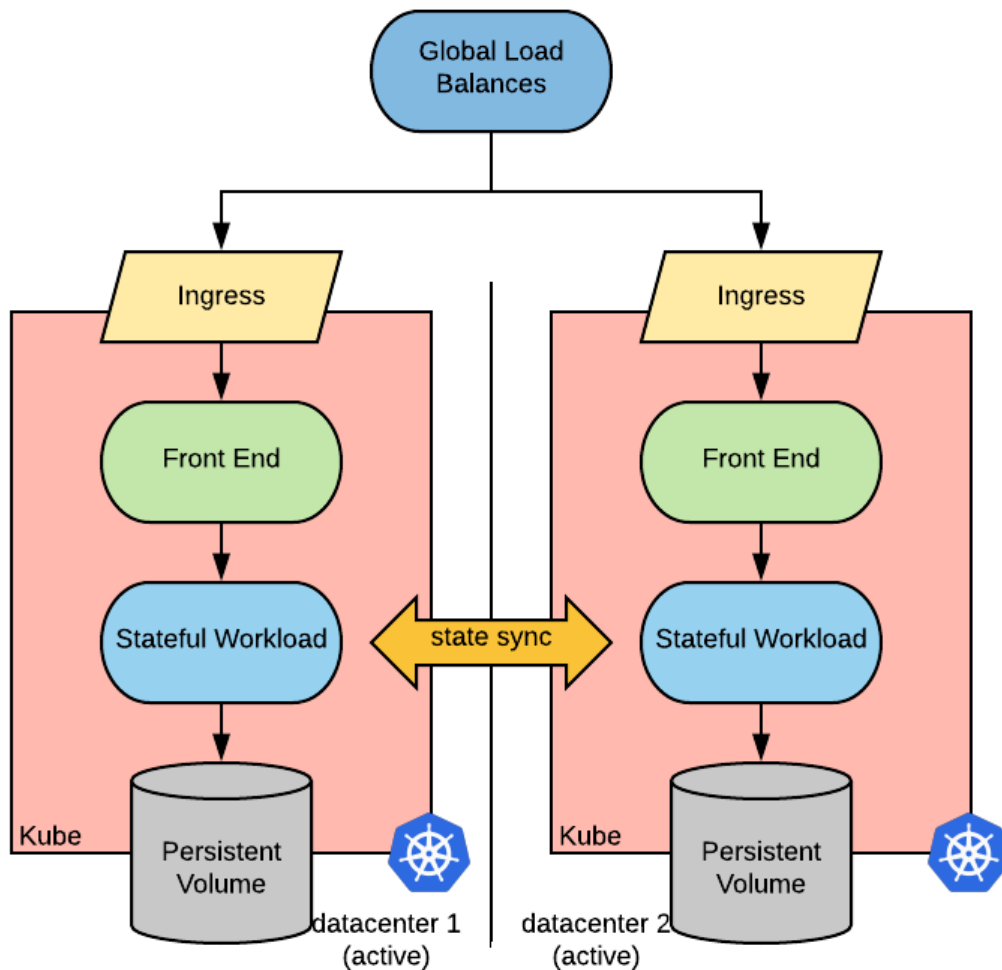 Global Load
Balances
Ingress
Ingress
Front End
Front End
Stateful Workload
state sync
Stateful Workload
Kube
Persistent
Volume
Kube
Persistent
Volume
datacenter 1
(active)
datacenter 2
(active)